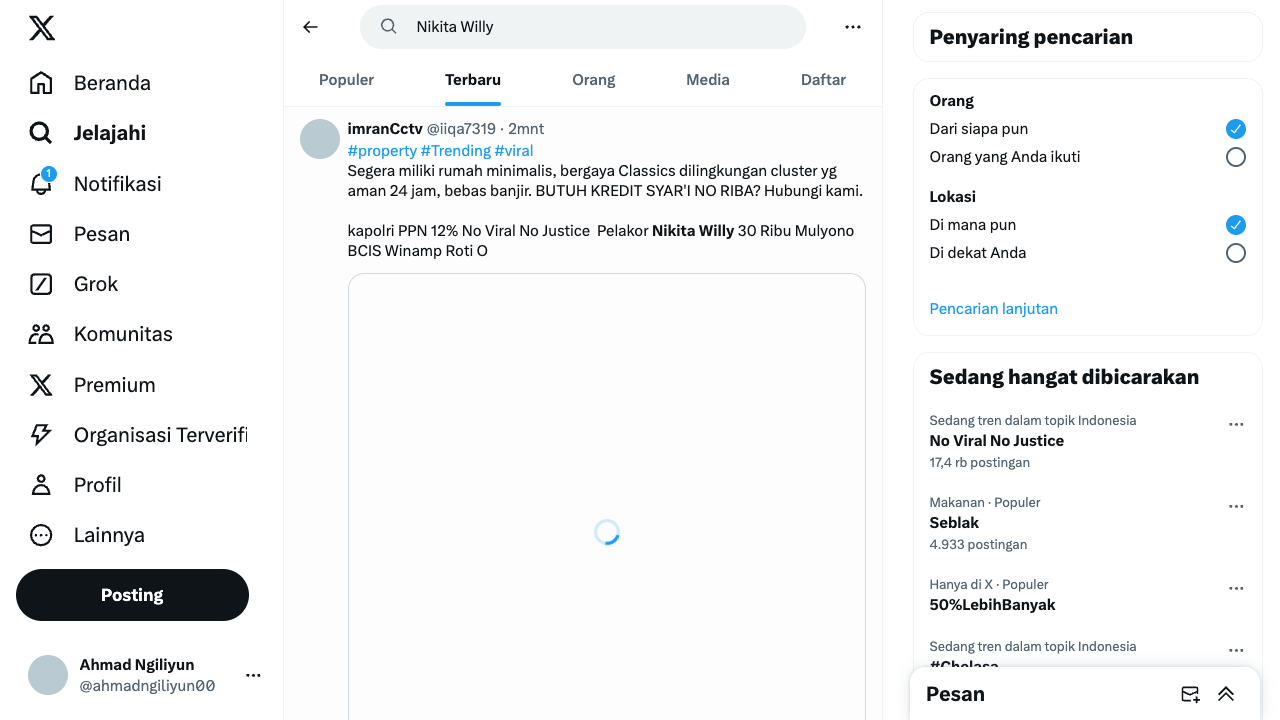 Beranda
Jelajahi
1
Notifikasi
Pesan
Grok
Komunitas
Premium
Organisasi Terverifi
Profil
Lainnya
Posting
Ahmad Ngiliyun
@ahmadngiliyun00
Nikita Willy
Populer
Terbaru
Orang
Media
Daftar
imranCctv @iiqa7319 · 2mnt
#property #Trending #viral
Segera miliki rumah minimalis, bergaya Classics dilingkungan cluster yg
aman 24 jam, bebas banjir. BUTUH KREDIT SYAR'I NO RIBA? Hubungi kami.
kapolri PPN 12% No Viral No Justice  Pelakor Nikita Willy 30 Ribu Mulyono
BCIS Winamp Roti O
Penyaring pencarian
Orang
Dari siapa pun
Orang yang Anda ikuti
Lokasi
Di mana pun
Di dekat Anda
Pencarian lanjutan
Sedang hangat dibicarakan
Sedang tren dalam topik Indonesia
No Viral No Justice
17,4 rb postingan
Makanan · Populer
Seblak
4.933 postingan
Hanya di X · Populer
50%LebihBanyak
Sedang tren dalam topik Indonesia
Pesan